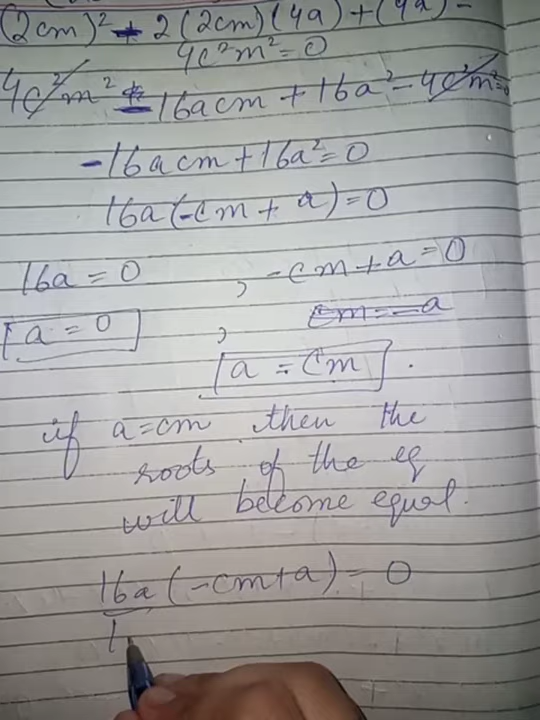 (2cm)² - 2(2cm)(4a) + (4a) -
4c²m² = 0
4c²m² - 16acm + 16a² - 4c²m² = 0
-16acm + 16a² = 0
16a(-cm + a) = 0
16a = 0 , -cm + a = 0
a = 0 , cm = -a
a = cm .
if a = cm then the
roots of the eq
will become equal.
16a(-cm + a) = 0